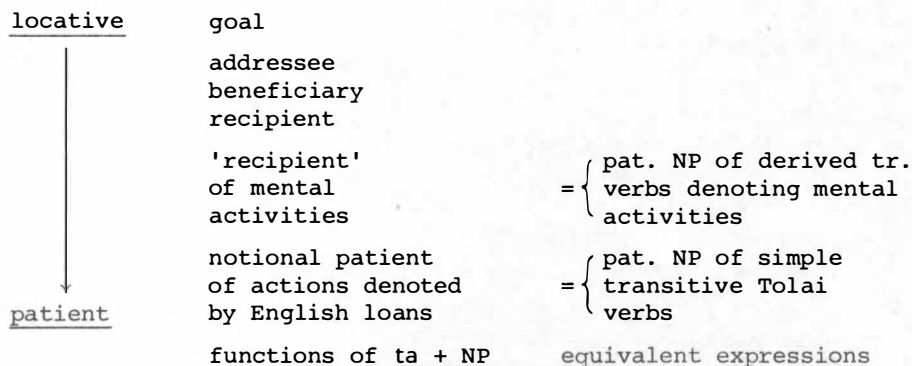 locative goal
addressee
beneficiary
recipient
'recipient' pat. NP of derived tr.
of mental = verbs denoting mental
activities activities
notional patient pat. NP of simple
of actions denoted = transitive Tolai
patient by English loans verbs
functions of ta + NP equivalent expressions